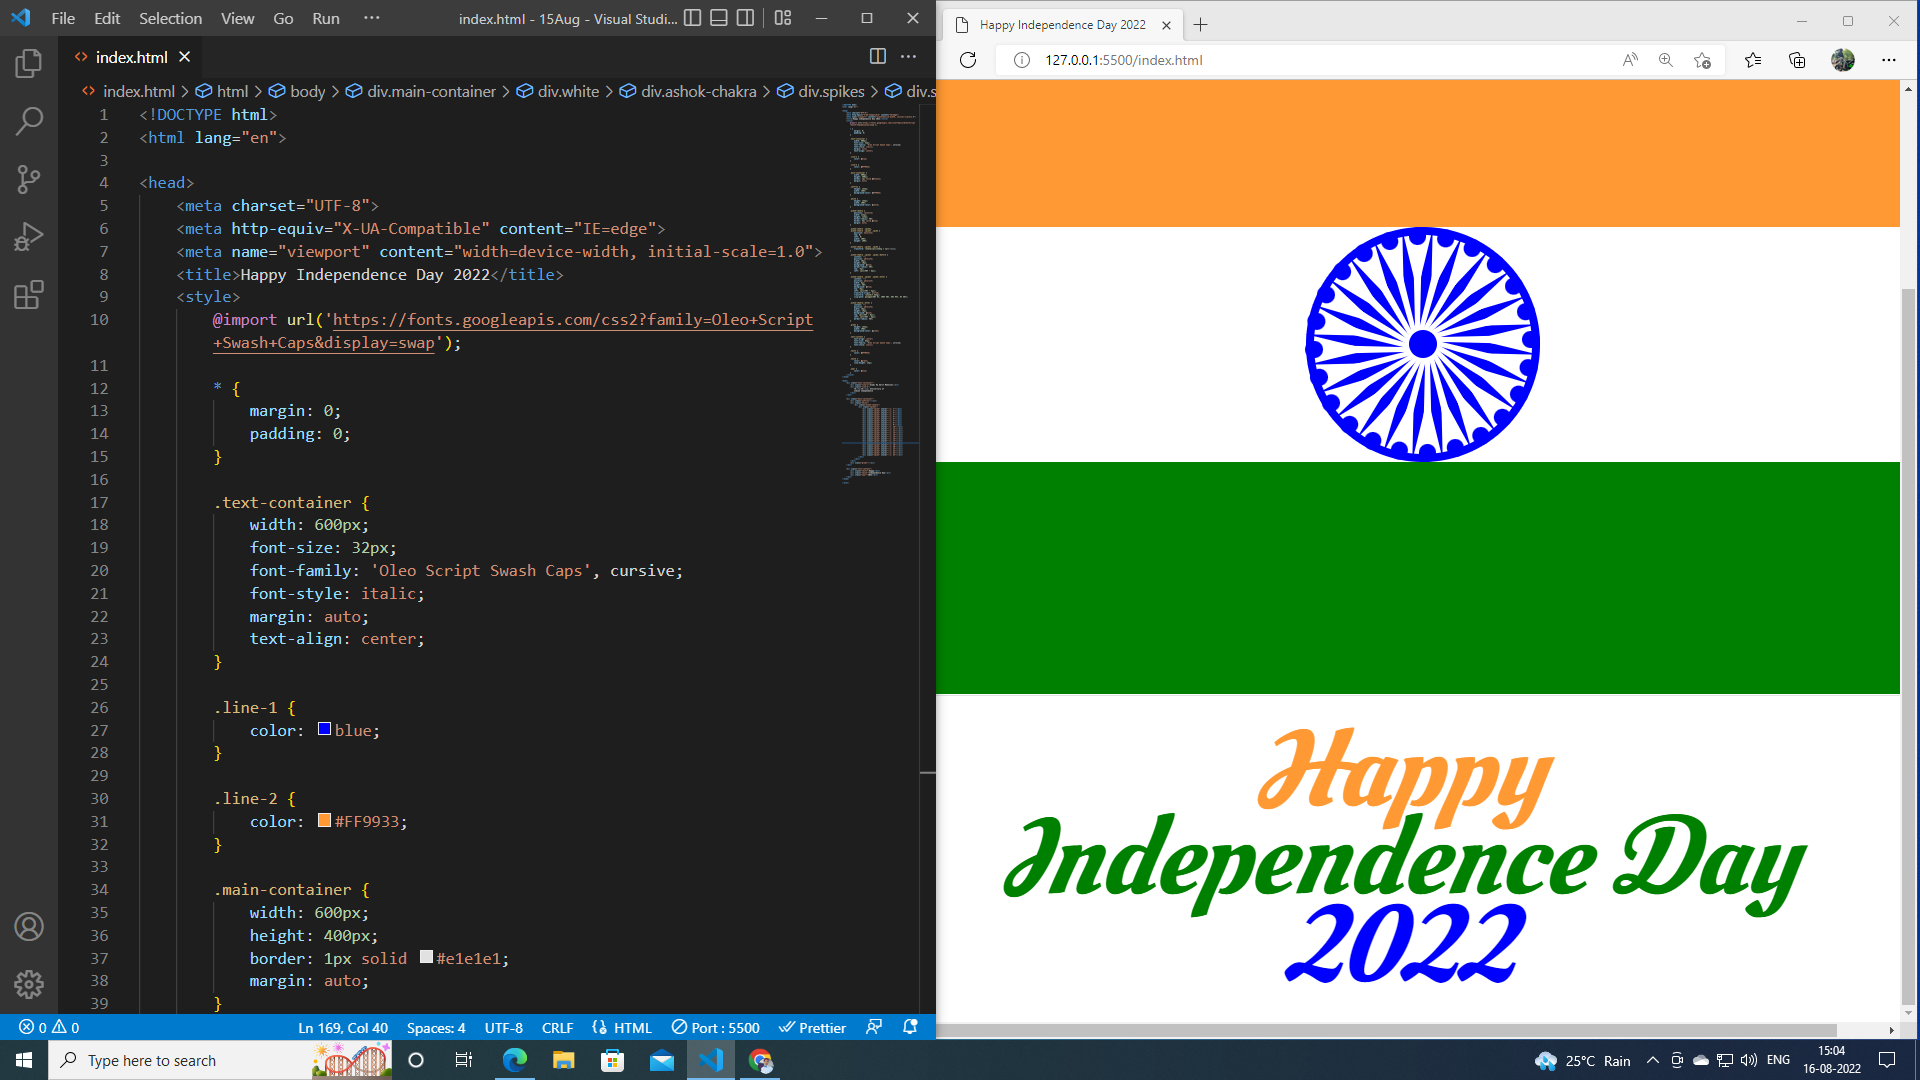 File Edit Selection View Go Run ··· index.html - 15Aug - Visual Studi...
index.html
index.html > html > body > div.main-container > div.white > div.ashok-chakra > div.spikes > div.s
1 <!DOCTYPE html>
2 <html lang="en">
3
4 <head>
5 <meta charset="UTF-8">
6 <meta http-equiv="X-UA-Compatible" content="IE=edge">
7 <meta name="viewport" content="width=device-width, initial-scale=1.0">
8 <title>Happy Independence Day 2022</title>
9 <style>
10 @import url('https://fonts.googleapis.com/css2?family=Oleo+Script
+Swash+Caps&display=swap');
11
12 * {
13 margin: 0;
14 padding: 0;
15 }
16
17 .text-container {
18 width: 600px;
19 font-size: 32px;
20 font-family: 'Oleo Script Swash Caps', cursive;
21 font-style: italic;
22 margin: auto;
23 text-align: center;
24 }
25
26 .line-1 {
27 color: blue;
28 }
29
30 .line-2 {
31 color: #FF9933;
32 }
33
34 .main-container {
35 width: 600px;
36 height: 400px;
37 border: 1px solid #e1e1e1;
38 margin: auto;
39 }
0 0 Ln 169, Col 40 Spaces: 4 UTF-8 CRLF HTML Port : 5500 Prettier
Happy Independence Day 2022
127.0.0.1:5500/index.html
Happy
Independence Day
2022
Type here to search
25°C Rain ENG
15:04
16-08-2022